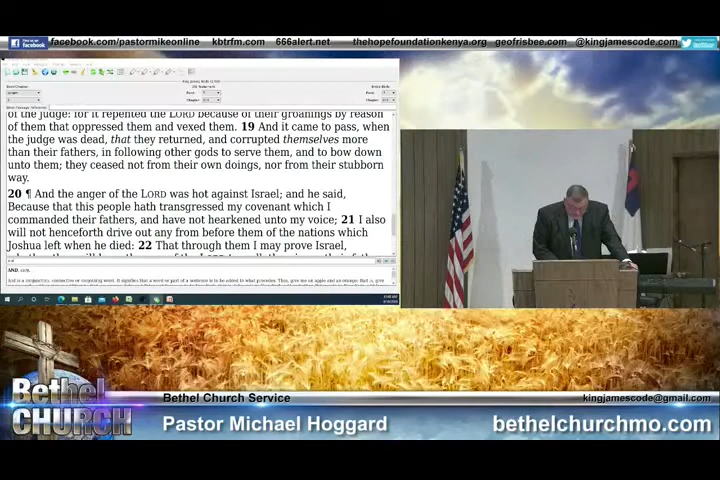 Find us on facebook
facebook.com/pastormikeonline kbtrfm.com 666alert.net thehopefoundationkenya.org geofrisbee.com @kingjamescode.com twitter
of the judge: for it repented the LORD because of their groanings by reason
of them that oppressed them and vexed them. 19 And it came to pass, when
the judge was dead, that they returned, and corrupted themselves more
than their fathers, in following other gods to serve them, and to bow down
unto them; they ceased not from their own doings, nor from their stubborn
way.
20 ¶ And the anger of the LORD was hot against Israel; and he said,
Because that this people hath transgressed my covenant which I
commanded their fathers, and have not hearkened unto my voice; 21 I also
will not henceforth drive out any from before them of the nations which
Joshua left when he died: 22 That through them I may prove Israel,
Bethel
CHURCH
Bethel Church Service
kingjamescode@gmail.com
Pastor Michael Hoggard
bethelchurchmo.com